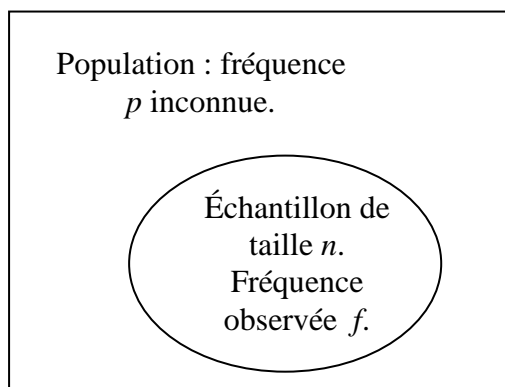 Population : fréquence
p inconnue.
Échantillon de
taille n.
Fréquence
observée f.